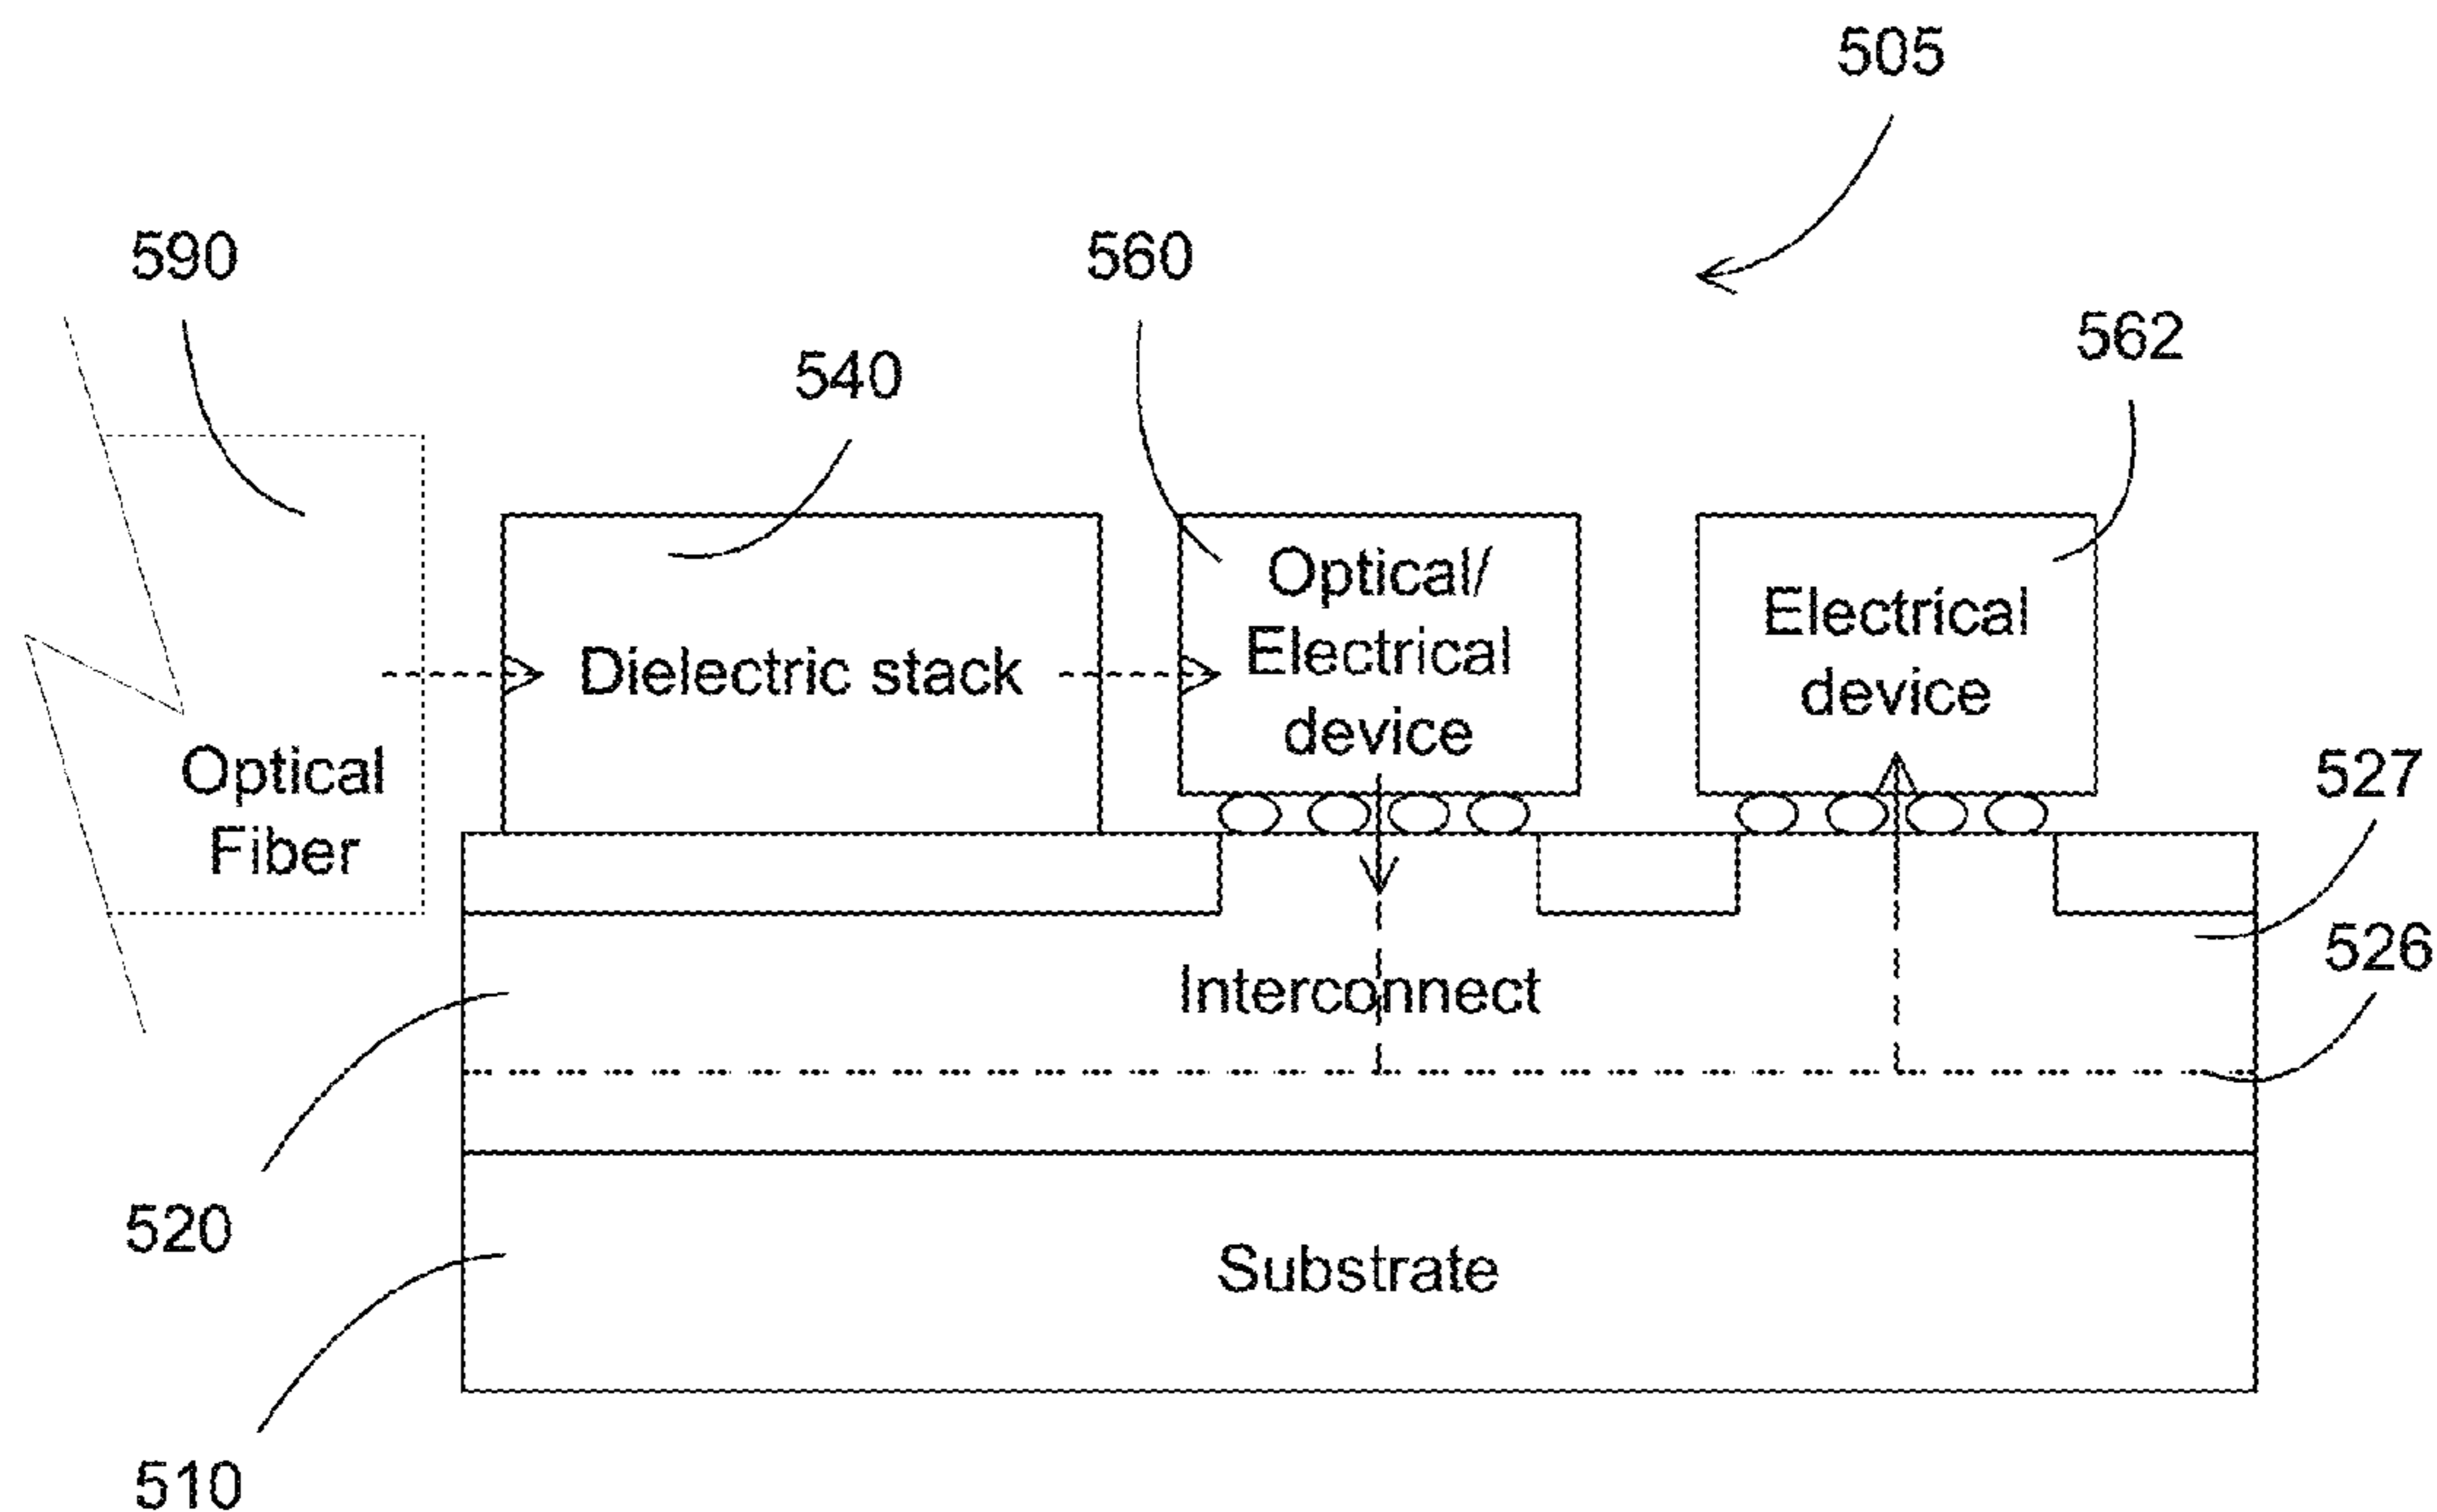 505
590
560
562
540
Optical/
Electrical
device
Electrical
device
Dielectric stack
527
Optical
Fiber
526
Interconnect
520
Substrate
510